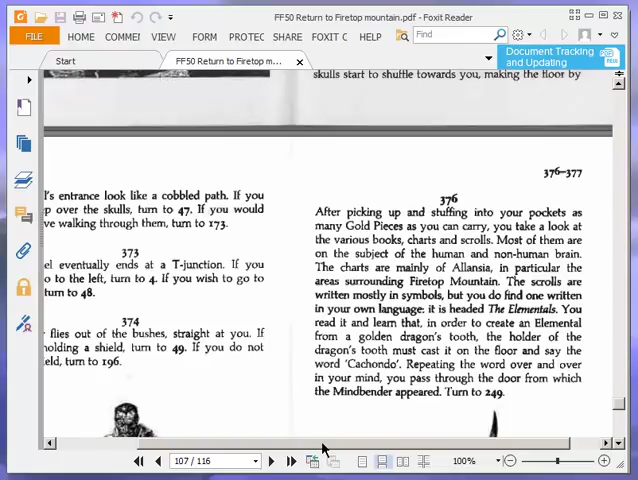 FF50 Return to Firetop mountain.pdf - Foxit Reader
FILE
HOME
COMMEI
VIEW
FORM
PROTEC
SHARE
FOXIT C
HELP
Find
Start
FF50 Return to Firetop m...
Document Tracking
and Updating
skulls start to shuffle towards you, making the floor by
376–377
l's entrance look like a cobbled path. If you
p over the skulls, turn to 47. If you would
ve walking through them, turn to 173.
373
el eventually ends at a T-junction. If you
o to the left, turn to 4. If you wish to go to
turn to 48.
374
flies out of the bushes, straight at you. If
holding a shield, turn to 49. If you do not
ield, turn to 196.
376
After picking up and stuffing into your pockets as
many Gold Pieces as you can carry, you take a look at
the various books, charts and scrolls. Most of them are
on the subject of the human and non-human brain.
The charts are mainly of Allansia, in particular the
areas surrounding Firetop Mountain. The scrolls are
written mostly in symbols, but you do find one written
in your own language: it is headed The Elementals. You
read it and learn that, in order to create an Elemental
from a golden dragon's tooth, the holder of the
dragon's tooth must cast it on the floor and say the
word 'Cachondo'. Repeating the word over and over
in your mind, you pass through the door from which
the Mindbender appeared. Turn to 249.
107 / 116
100%